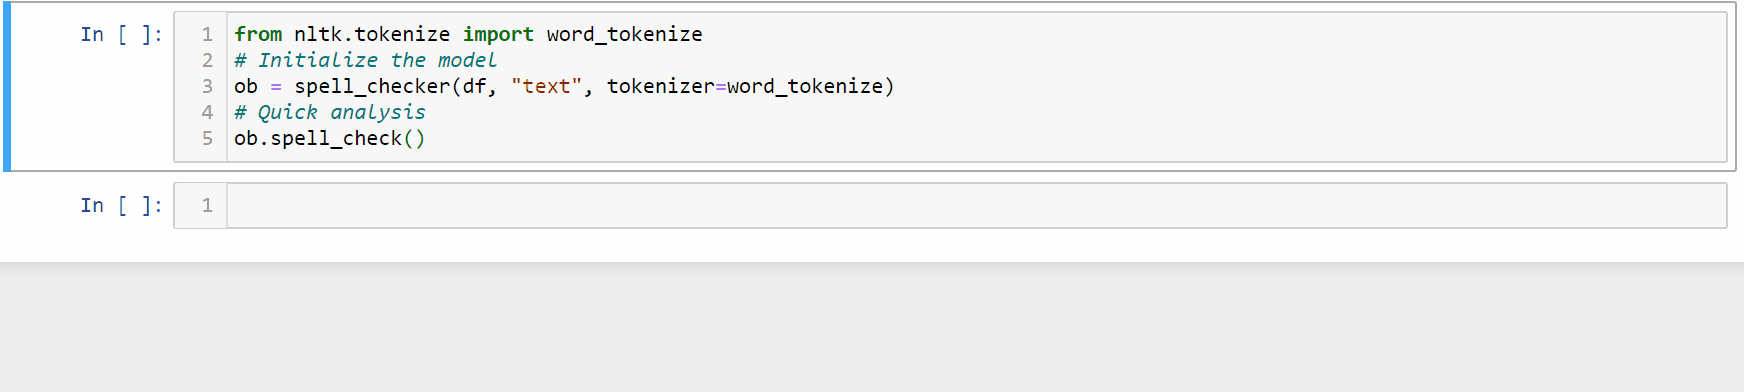 In [ ]:
1 from nltk.tokenize import word_tokenize
2 # Initialize the model
3 ob = spell_checker(df, "text", tokenizer=word_tokenize)
4 # Quick analysis
5 ob.spell_check()
In [ ]:
1